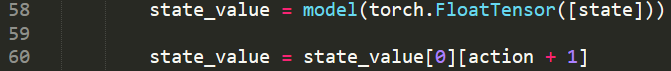 58 state_value = model(torch.FloatTensor([state]))
59
60 state_value = state_value[0][action + 1]